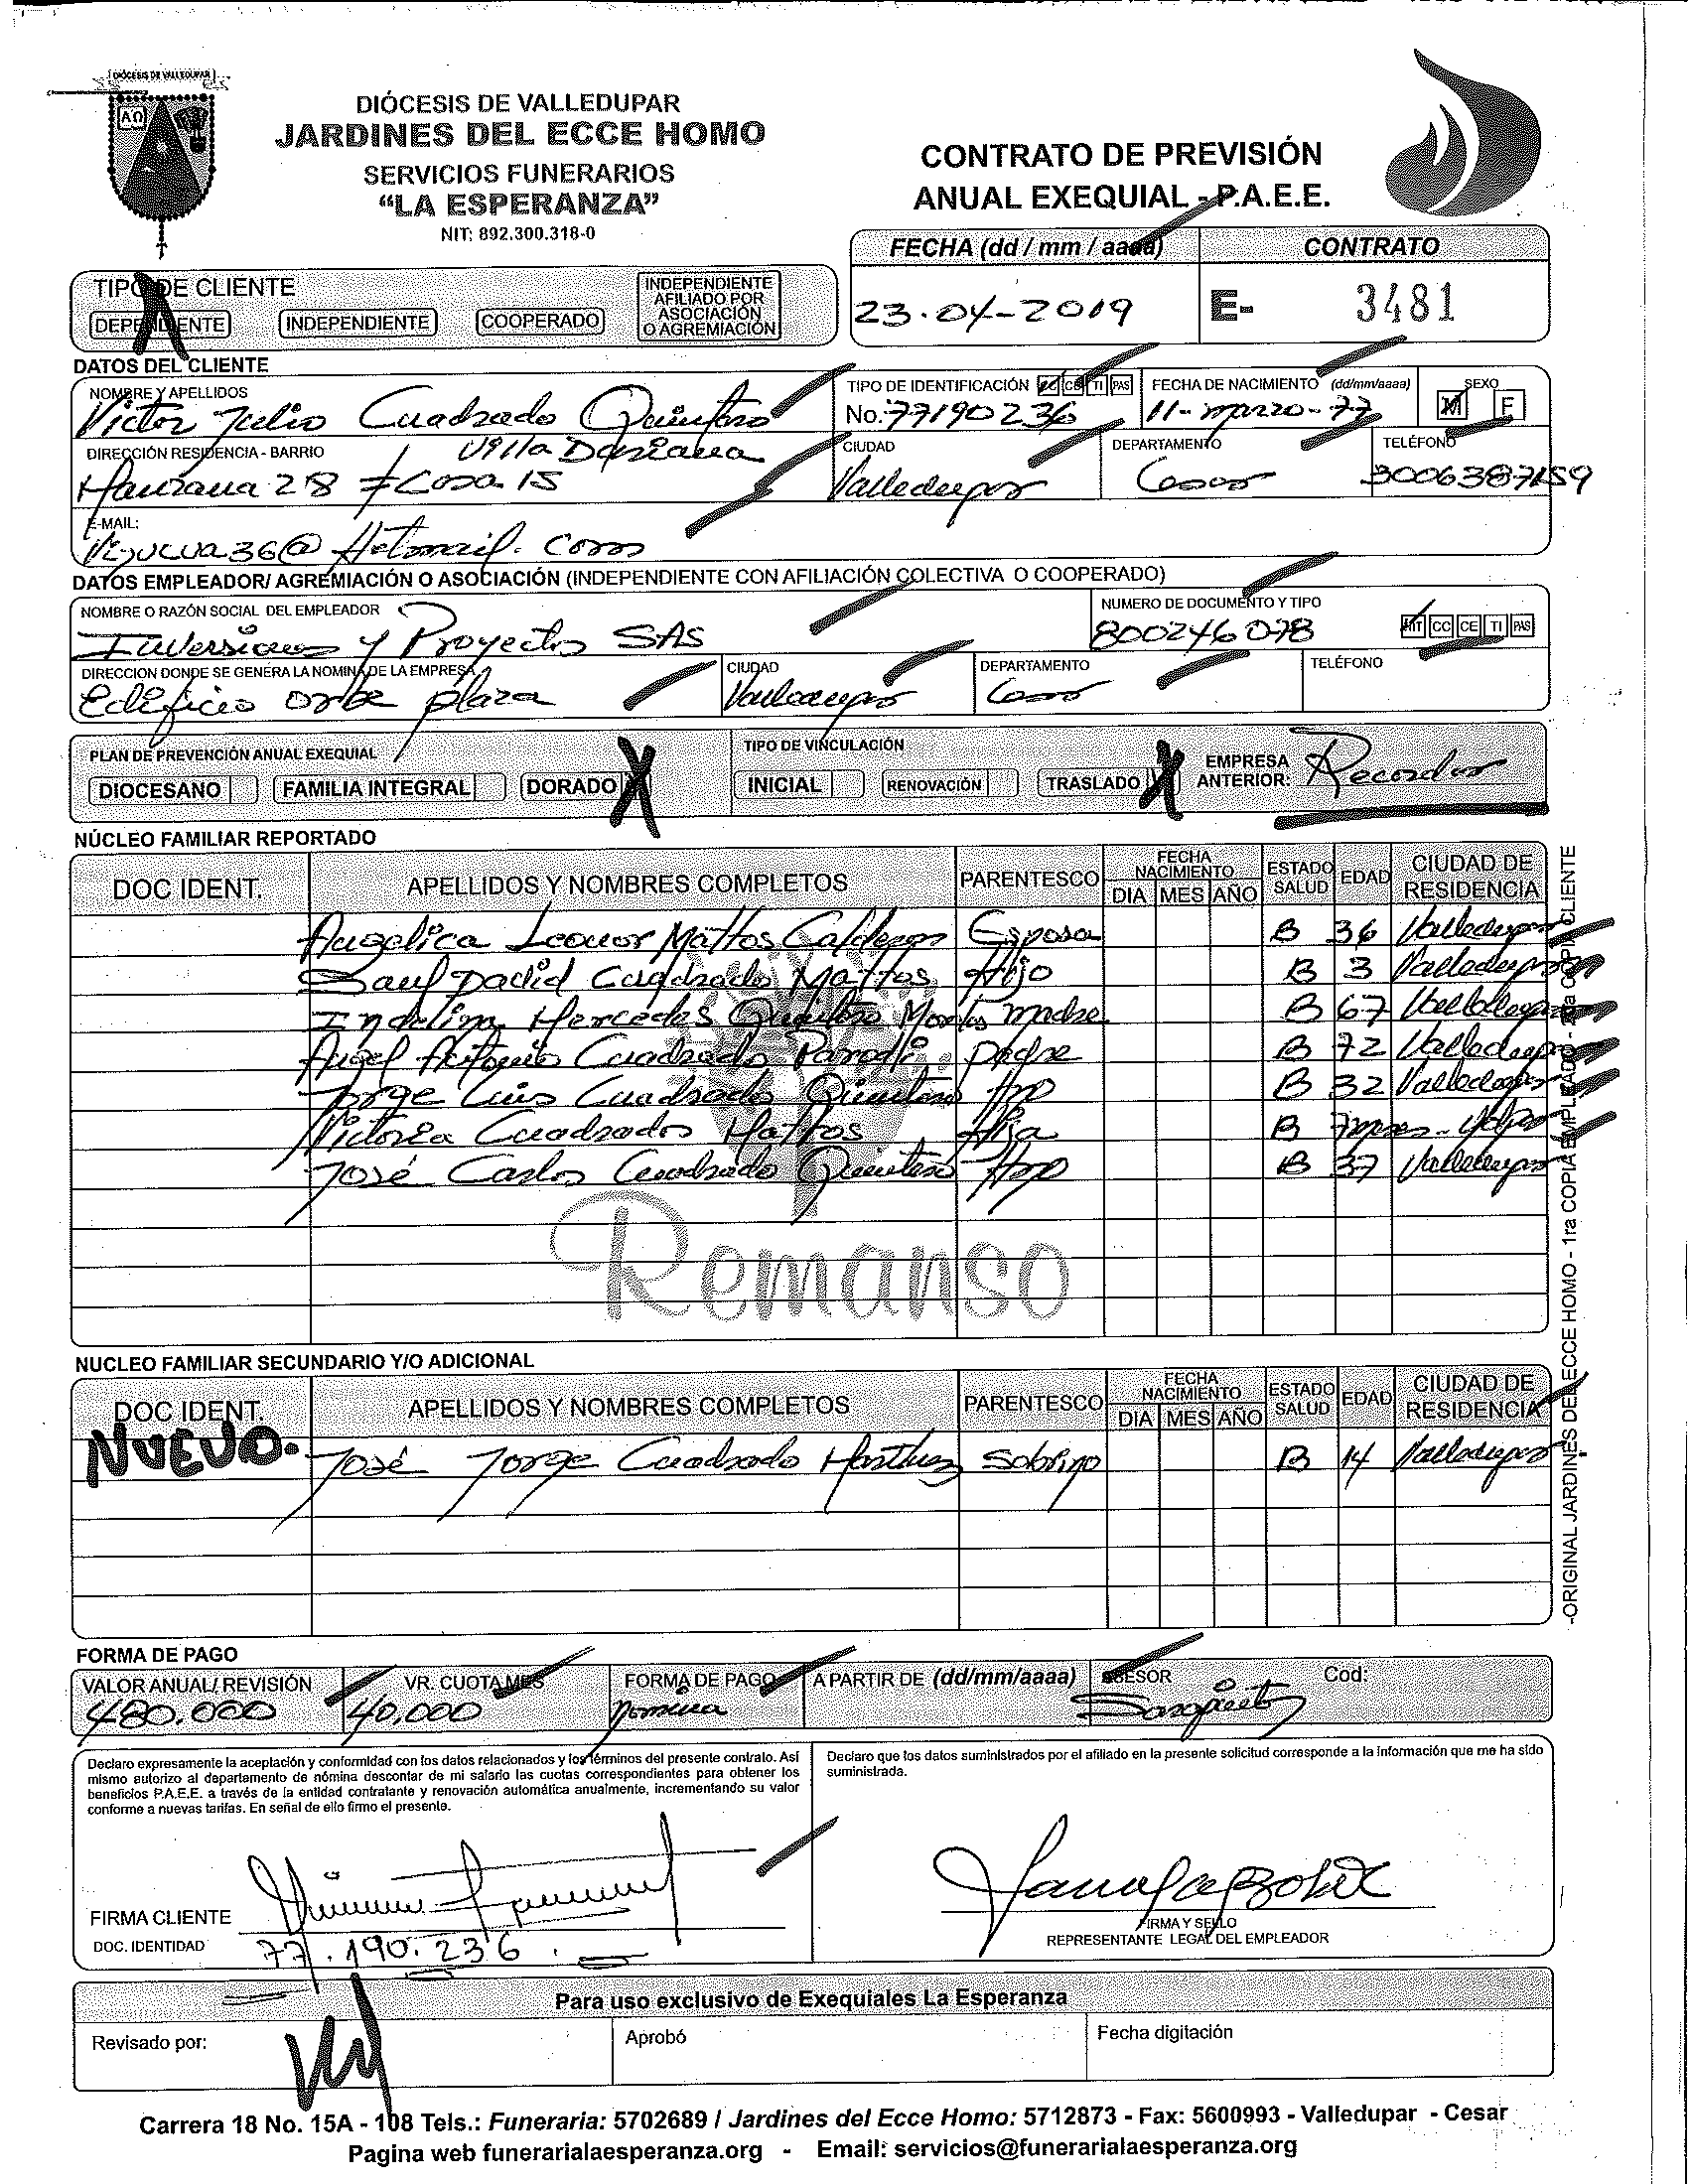 DIÓCESIS DE VALLEDUPAR
DIÓCESIS DE VALLEDUPAR
JARDINES DEL ECCE HOMO
SERVICIOS FUNERARIOS
“LA ESPERANZA”
NIT: 892.300.318-0
CONTRATO DE PREVISIÓN
ANUAL EXEQUIAL - P.A.E.E.
FECHA (dd / mm / aaaa) CONTRATO
23-04-2019 E- 3481
TIPO DE CLIENTE
DEPENDIENTE INDEPENDIENTE COOPERADO INDEPENDIENTE AFILIADO POR ASOCIACIÓN O AGREMIACIÓN
DATOS DEL CLIENTE
NOMBRE Y APELLIDOS TIPO DE IDENTIFICACIÓN CC CE TI PAS FECHA DE NACIMIENTO (dd/mm/aaaa) SEXO
Victor Julio Cuadrado Quintero No. 77190236 11-marzo-77 M F
DIRECCIÓN RESIDENCIA - BARRIO CIUDAD DEPARTAMENTO TELÉFONO
Manzana 28 # Casa 15 Villa Dariana Valledupar Cesar 3006387159
E-MAIL:
Vijucua36@Hotmail.com
DATOS EMPLEADOR/ AGREMIACIÓN O ASOCIACIÓN (INDEPENDIENTE CON AFILIACIÓN COLECTIVA O COOPERADO)
NOMBRE O RAZÓN SOCIAL DEL EMPLEADOR NUMERO DE DOCUMENTO Y TIPO
Inversiones y Proyectos SAS 800246078 NIT CC CE TI PAS
DIRECCION DONDE SE GENERA LA NOMINA DE LA EMPRESA CIUDAD DEPARTAMENTO TELÉFONO
Edificio orbe plaza Valledupar Cesar
PLAN DE PREVENCIÓN ANUAL EXEQUIAL TIPO DE VINCULACIÓN
DIOCESANO FAMILIA INTEGRAL DORADO X INICIAL RENOVACIÓN TRASLADO X EMPRESA ANTERIOR: Recordar
NÚCLEO FAMILIAR REPORTADO
DOC IDENT. APELLIDOS Y NOMBRES COMPLETOS PARENTESCO FECHA NACIMIENTO DIA MES AÑO ESTADO SALUD EDAD CIUDAD DE RESIDENCIA
Angelica Leonor Mattos Calderon Esposa B 36 Valledupar
Saul David Cuadrado Mattos Hijo B 3 Valledupar
Indelina Mercedes Quintero Montes madre B 67 Valledupar
Angel Antonio Cuadrado Parodi padre B 72 Valledupar
Jorge Luis Cuadrado Quintero Hno B 32 Valledupar
Victoria Cuadrados Mattos Hija B 7 meses - V/par
José Carlos Cuadrado Quintero Hno B 37 Valledupar
Remanso
NUCLEO FAMILIAR SECUNDARIO Y/O ADICIONAL
DOC IDENT. APELLIDOS Y NOMBRES COMPLETOS PARENTESCO FECHA NACIMIENTO DIA MES AÑO ESTADO SALUD EDAD CIUDAD DE RESIDENCIA
NUEVO. José Jorge Cuadrado Martinez Sobrino B 14 Valledupar
-ORIGINAL JARDINES DEL ECCE HOMO - 1ra COPIA EMPLEADO - 2da COPIA CLIENTE
FORMA DE PAGO
VALOR ANUAL/ REVISIÓN VR. CUOTA MES FORMA DE PAGO A PARTIR DE (dd/mm/aaaa) ASESOR Cod:
480.000 40.000 Nomina
Declaro expresamente la aceptación y conformidad con los datos relacionados y los términos del presente contrato. Así
mismo autorizo al departamento de nómina descontar de mi salario las cuotas correspondientes para obtener los
beneficios P.A.E.E. a través de la entidad contratante y renovación automática anualmente, incrementando su valor
conforme a nuevas tarifas. En señal de ello firmo el presente.
Declaro que los datos suministrados por el afiliado en la presente solicitud corresponde a la información que me ha sido
suministrada.
FIRMA CLIENTE
DOC. IDENTIDAD 77.190.236
FIRMA Y SELLO
REPRESENTANTE LEGAL DEL EMPLEADOR
Para uso exclusivo de Exequiales La Esperanza
Revisado por: Aprobó Fecha digitación
Carrera 18 No. 15A - 108 Tels.: Funeraria: 5702689 / Jardines del Ecce Homo: 5712873 - Fax: 5600993 - Valledupar - Cesar
Pagina web funerarialaesperanza.org - Email: servicios@funerarialaesperanza.org